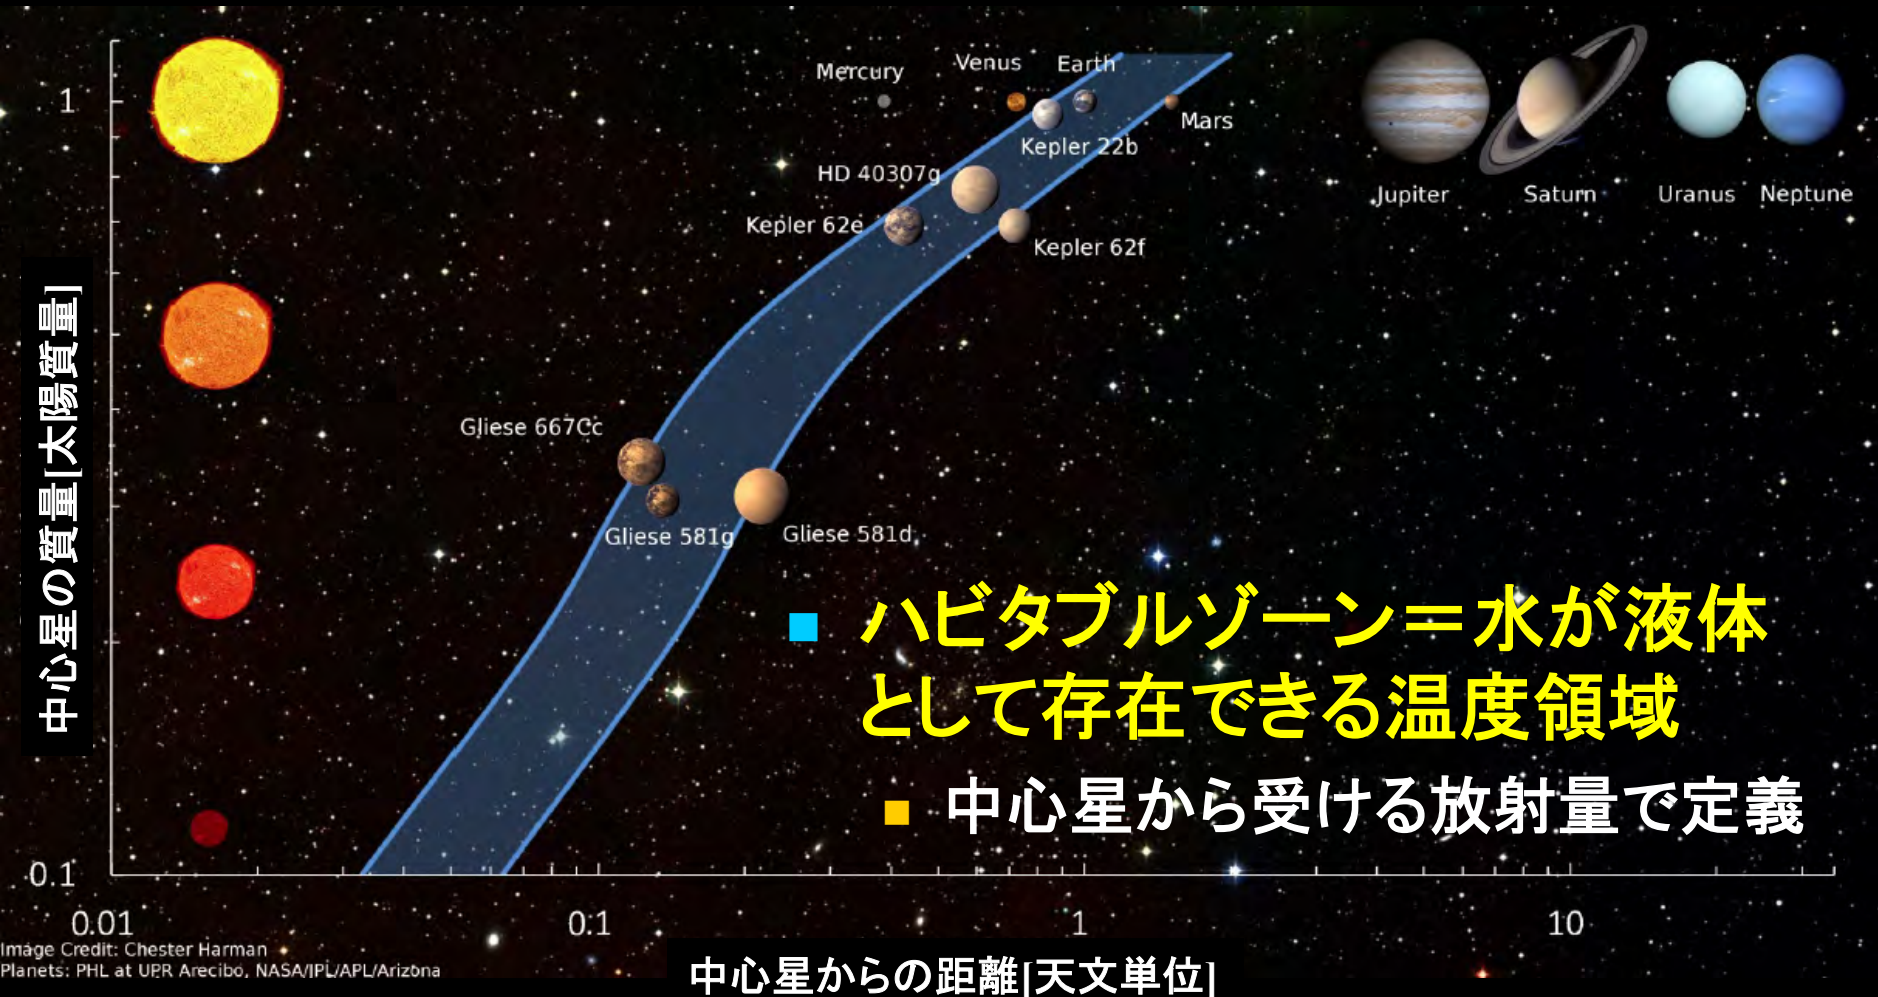 Mercury
Venus
Earth
Mars
Kepler 22b
HD 40307g
Kepler 62e
Kepler 62f
Jupiter
Saturn
Uranus
Neptune
Gliese 667Cc
Gliese 581g
Gliese 581d
1
0.1
中心星の質量[太陽質量]
ハビタブルゾーン＝水が液体
として存在できる温度領域
中心星から受ける放射量で定義
0.01
0.1
1
10
中心星からの距離[天文単位]
Image Credit: Chester Harman
Planets: PHL at UPR Arecibo, NASA/JPL/APL/Arizona